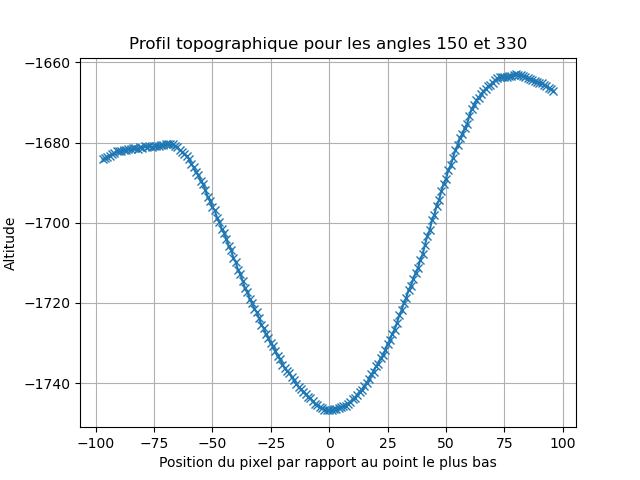 Profil topographique pour les angles 150 et 330
−1660
−1680
−1700
−1720
−1740
Altitude
−100 −75 −50 −25 0 25 50 75 100
Position du pixel par rapport au point le plus bas